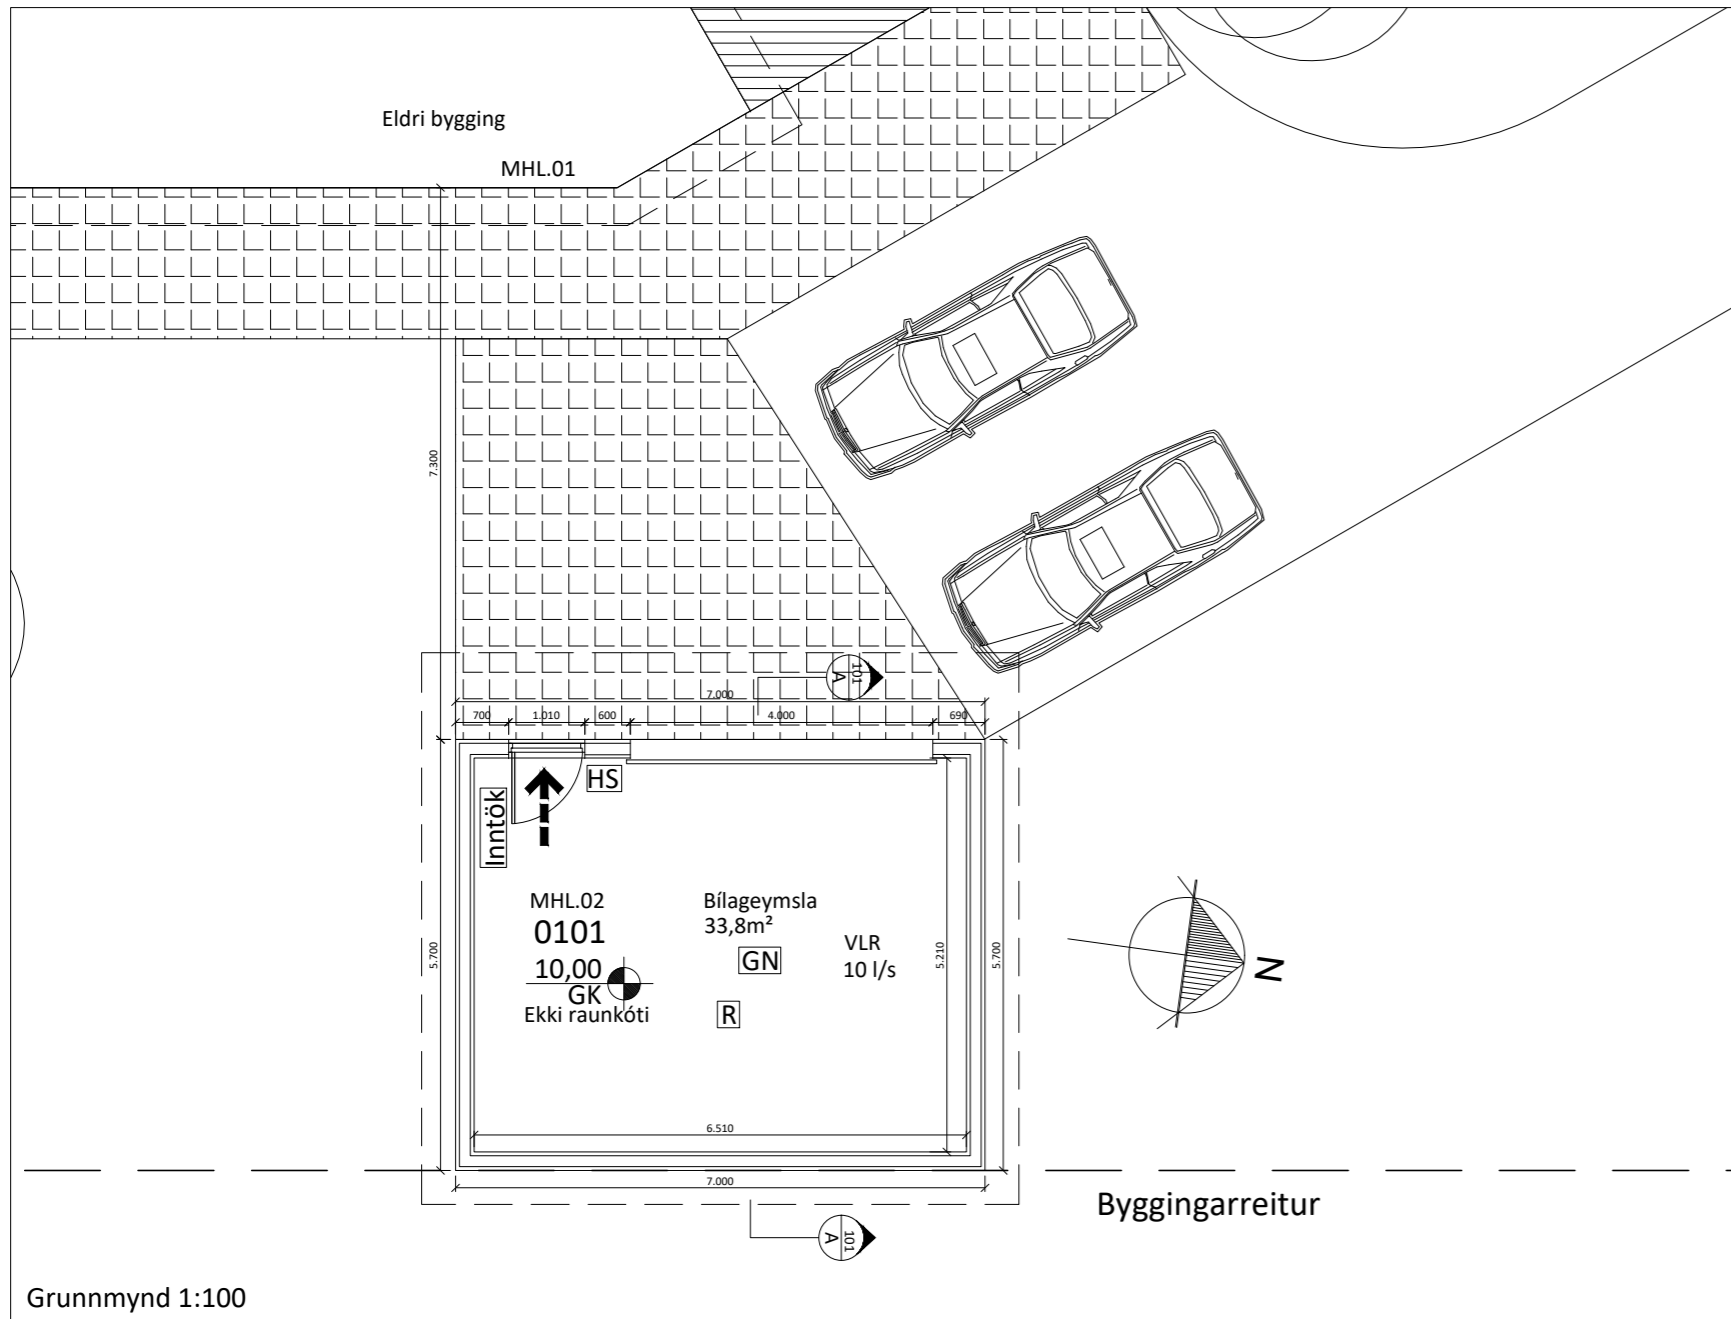 Eldri bygging
MHL.01
7.300
101
A
7.000
700
1.010
600
4.000
690
HS
Inntök
MHL.02
0101
10,00
GK
Ekki raunkóti
Bílageymsla
33,8m²
GN
R
VLR
10 l/s
5.700
5.210
5.700
N
6.510
7.000
Byggingarreitur
101
A
Grunnmynd 1:100